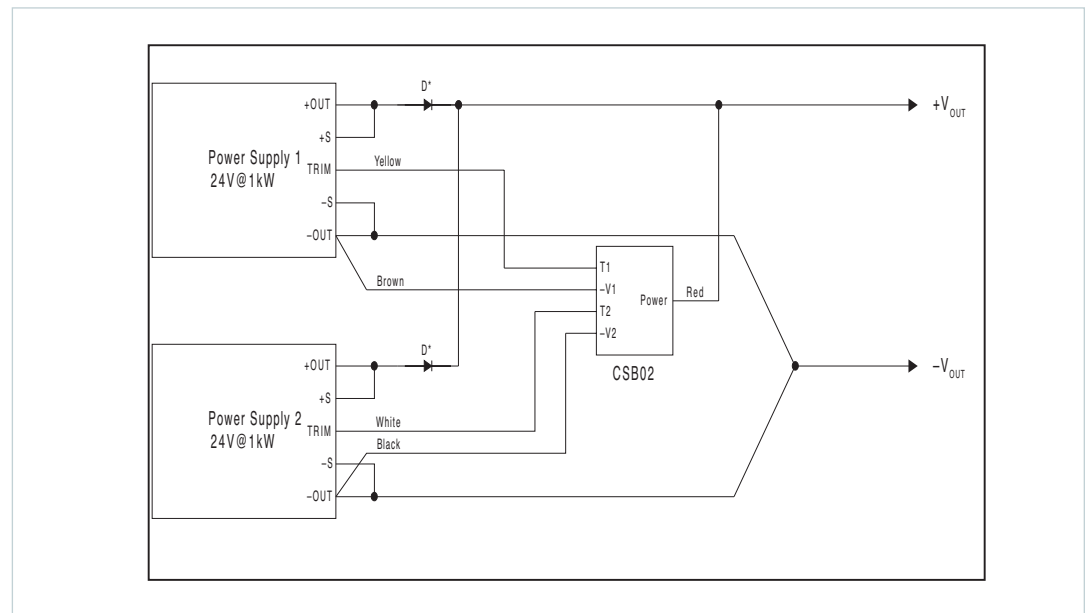 D*
+OUT
+V_OUT
+S
Power Supply 1
24V@1kW
TRIM
Yellow
–S
–OUT
T1
Brown
–V1
Power
Red
T2
–V2
D*
+OUT
CSB02
–V_OUT
+S
Power Supply 2
24V@1kW
White
TRIM
Black
–S
–OUT